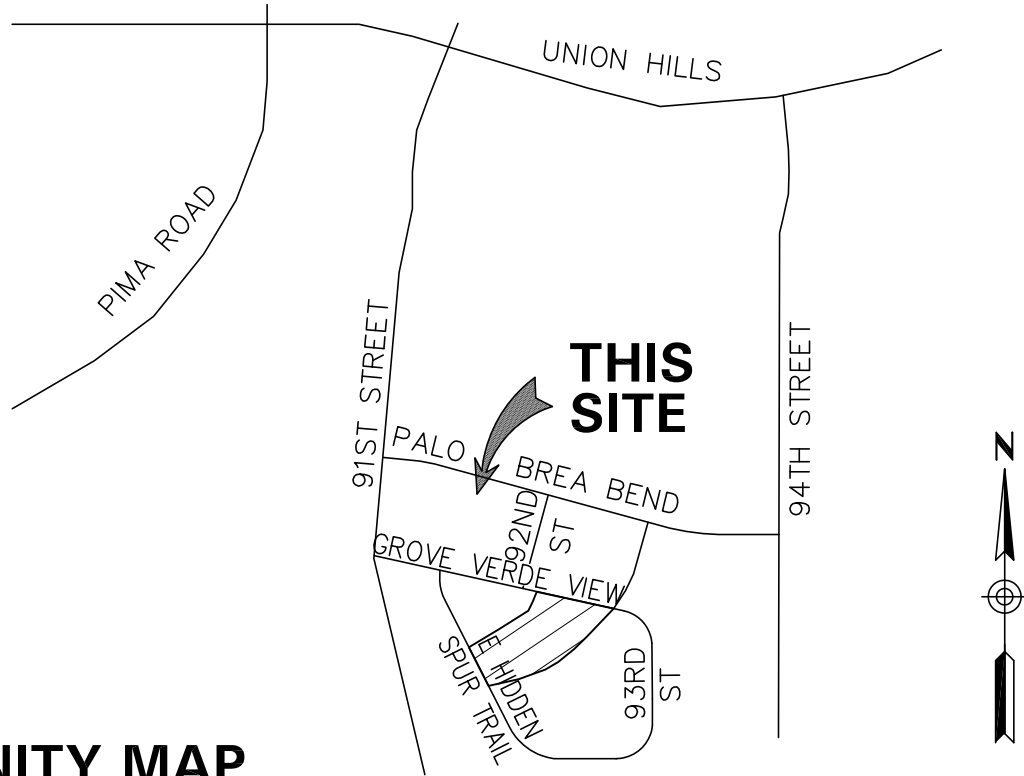 UNION HILLS
PIMA ROAD
91ST STREET
THIS
SITE
94TH STREET
N
PALO BREA BEND
92ND
ST
GROVE VERDE VIEW
E HIDDEN
SPUR TRAIL
93RD
ST
NITY MAP